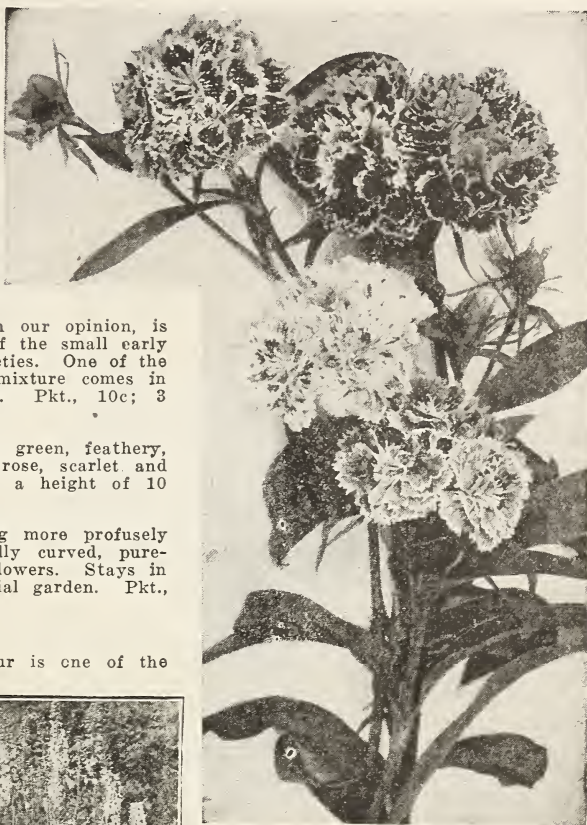 our opinion, is
the small early
eties. One of the
mixture comes in
Pkt., 10c; 3
green, feathery,
rose, scarlet and
a height of 10
g more profusely
lly curved, pure-
lowers. Stays in
ial garden. Pkt.,
ur is one of the